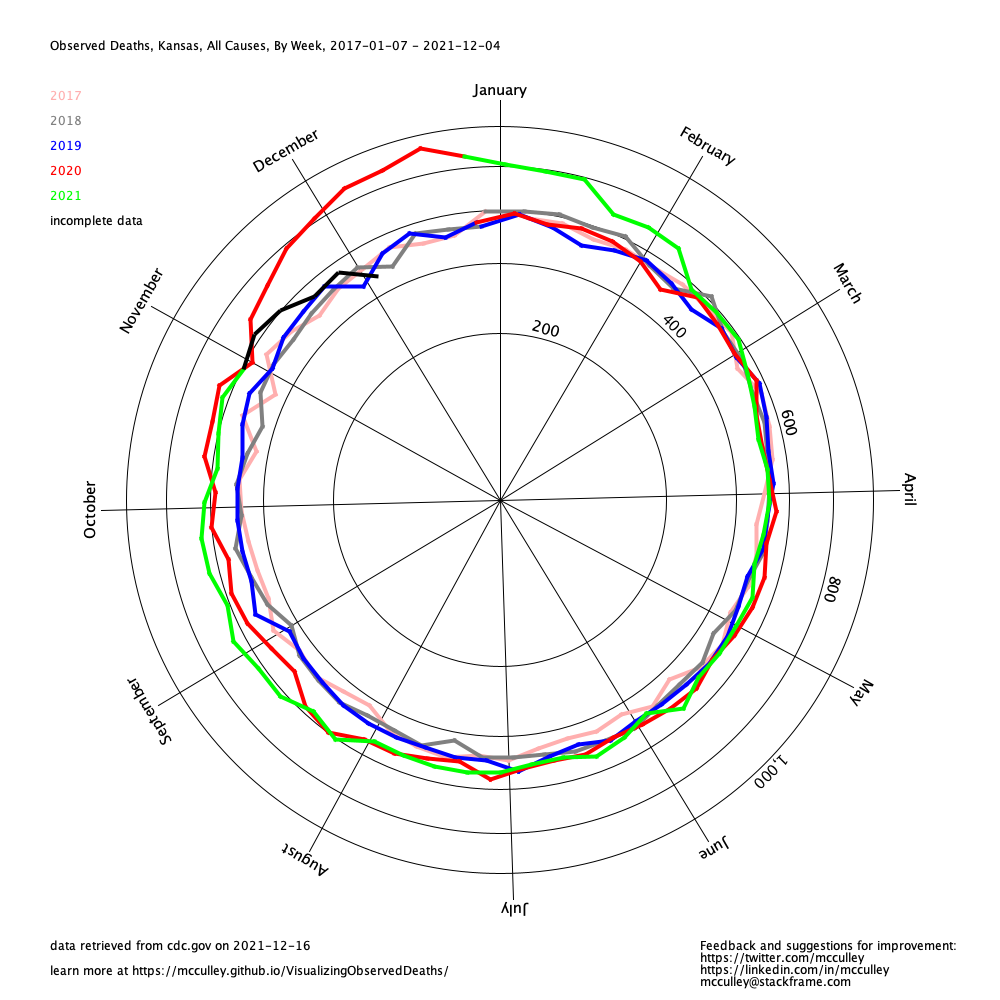 Observed Deaths, Kansas, All Causes, By Week, 2017-01-07 - 2021-12-04
2017
2018
2019
2020
2021
incomplete data
January
February
March
April
May
June
July
August
September
October
November
December
200
400
600
800
1,000
data retrieved from cdc.gov on 2021-12-16
learn more at https://mcculley.github.io/VisualizingObservedDeaths/
Feedback and suggestions for improvement:
https://twitter.com/mcculley
https://linkedin.com/in/mcculley
mcculley@stackframe.com